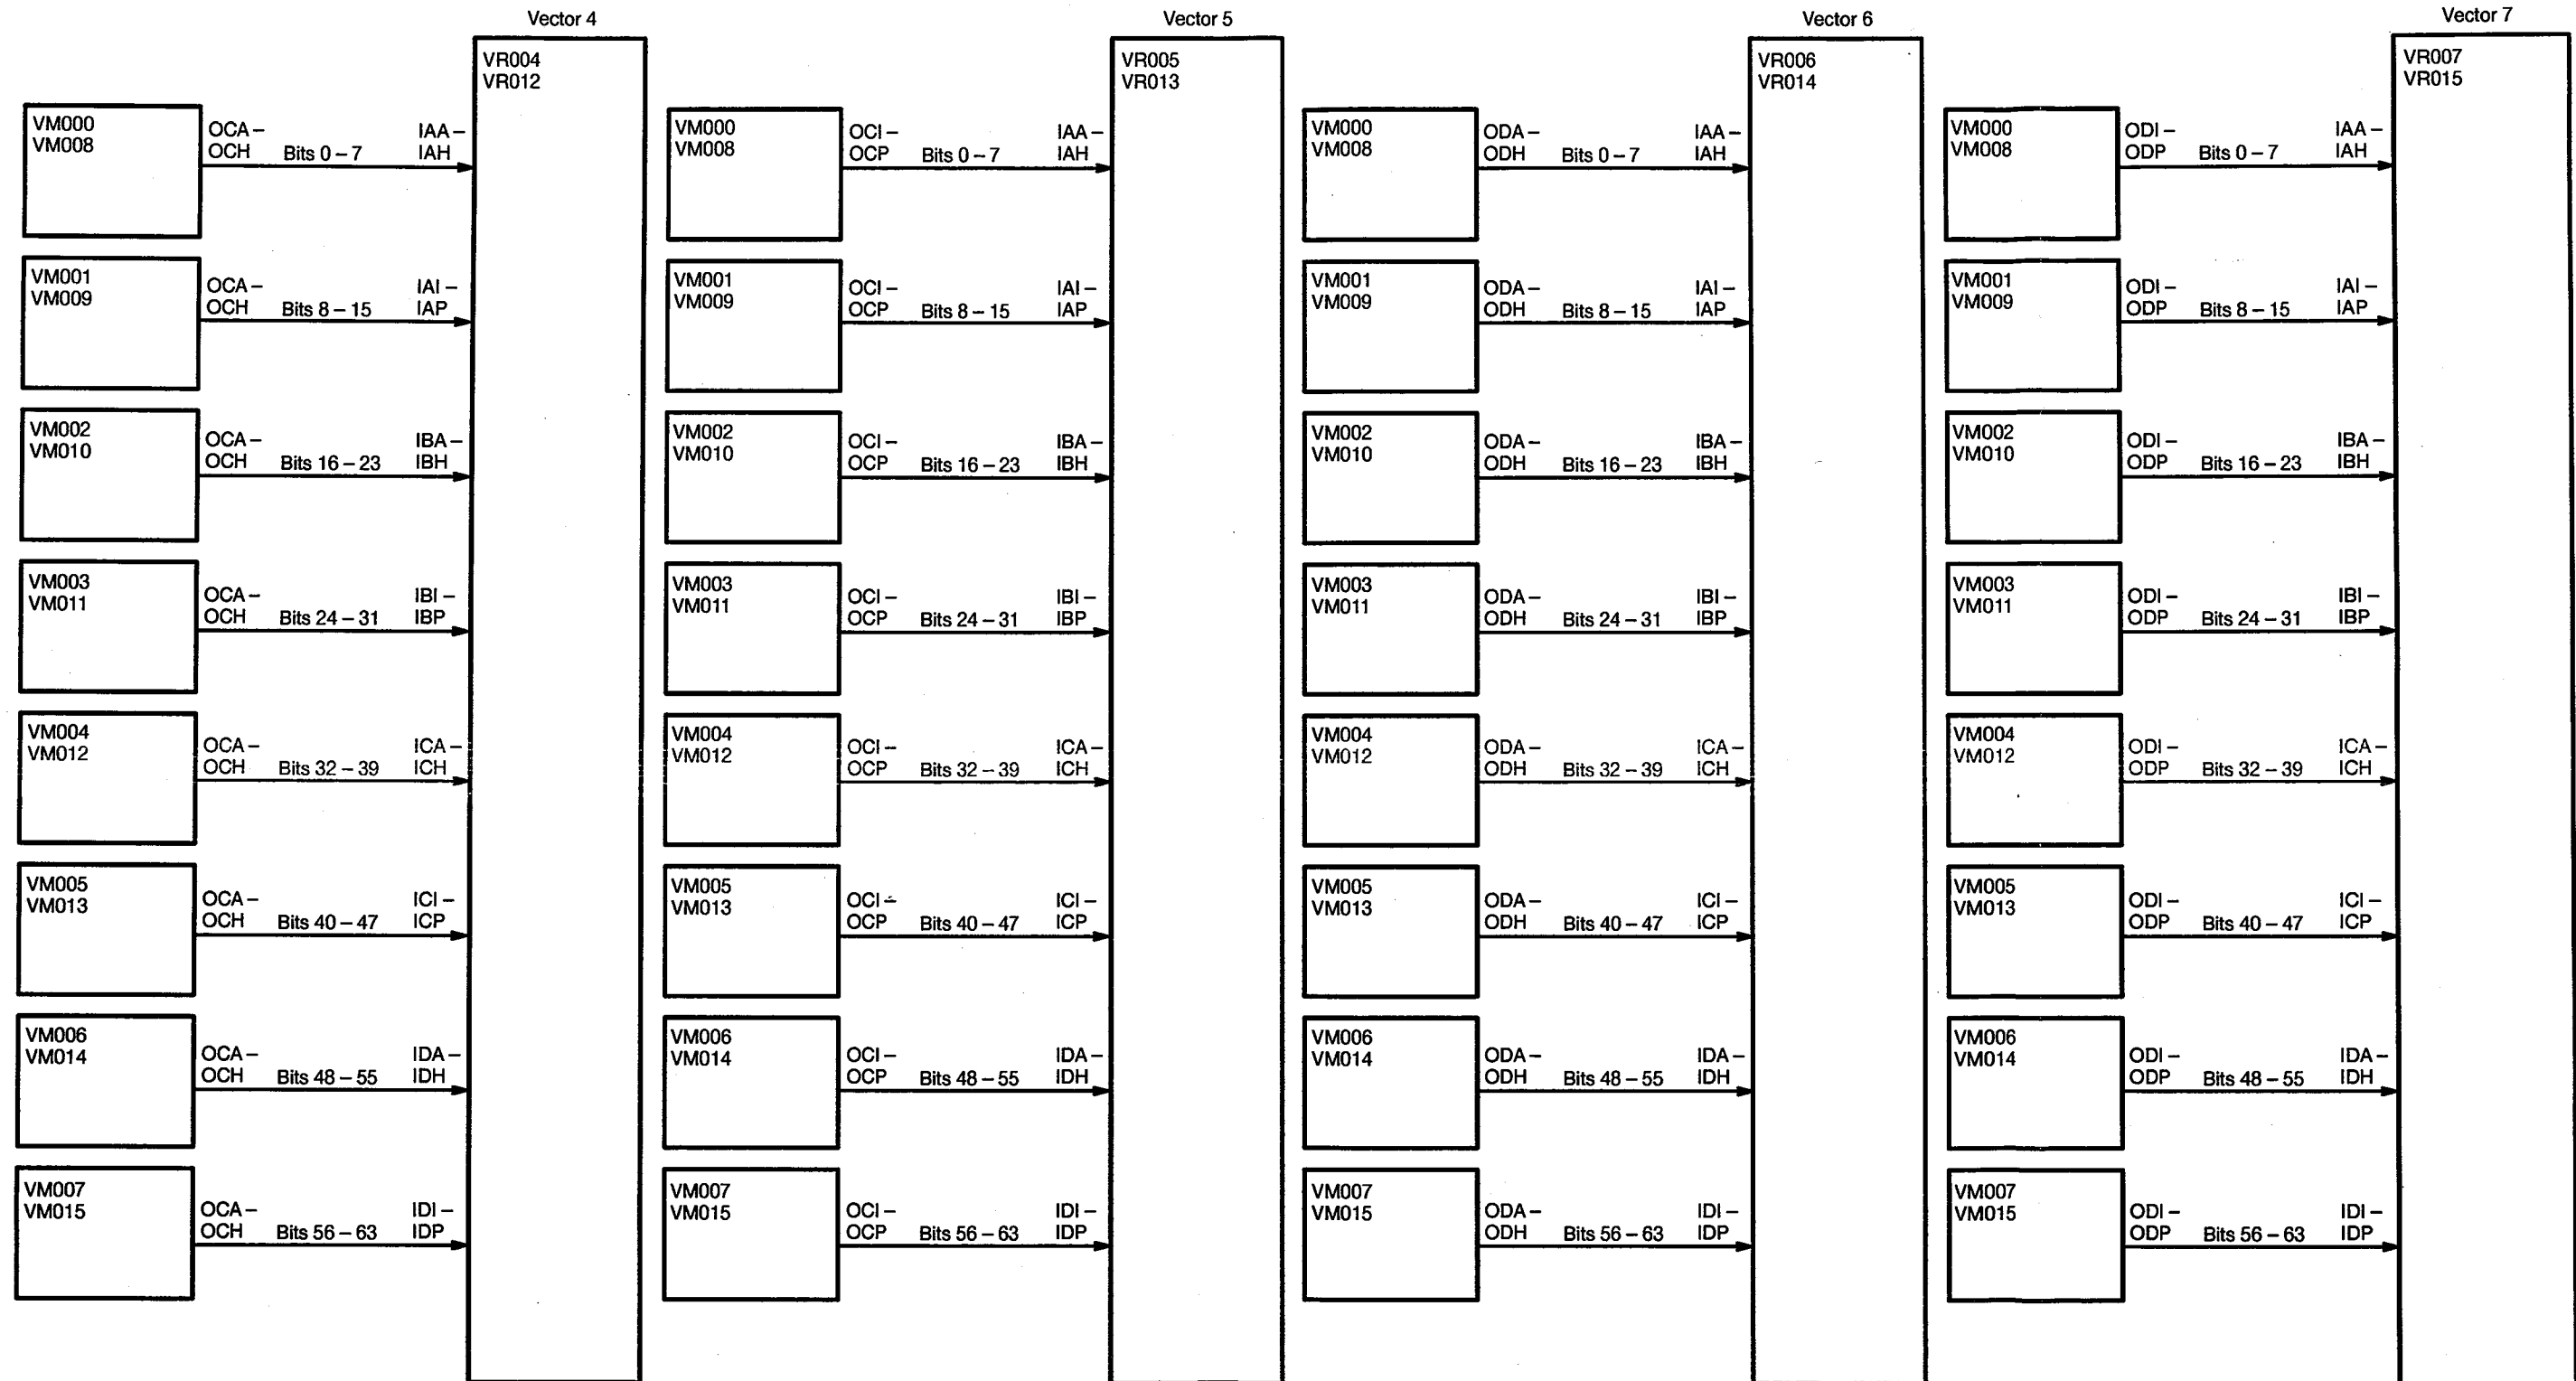 Vector 4
VR004
VR012
VM000
VM008
OCA –
OCH
Bits 0 – 7
IAA –
IAH
VM001
VM009
OCA –
OCH
Bits 8 – 15
IAI –
IAP
VM002
VM010
OCA –
OCH
Bits 16 – 23
IBA –
IBH
VM003
VM011
OCA –
OCH
Bits 24 – 31
IBI –
IBP
VM004
VM012
OCA –
OCH
Bits 32 – 39
ICA –
ICH
VM005
VM013
OCA –
OCH
Bits 40 – 47
ICI –
ICP
VM006
VM014
OCA –
OCH
Bits 48 – 55
IDA –
IDH
VM007
VM015
OCA –
OCH
Bits 56 – 63
IDI –
IDP
Vector 5
VR005
VR013
VM000
VM008
OCI –
OCP
Bits 0 – 7
IAA –
IAH
VM001
VM009
OCI –
OCP
Bits 8 – 15
IAI –
IAP
VM002
VM010
OCI –
OCP
Bits 16 – 23
IBA –
IBH
VM003
VM011
OCI –
OCP
Bits 24 – 31
IBI –
IBP
VM004
VM012
OCI –
OCP
Bits 32 – 39
ICA –
ICH
VM005
VM013
OCI –
OCP
Bits 40 – 47
ICI –
ICP
VM006
VM014
OCI –
OCP
Bits 48 – 55
IDA –
IDH
VM007
VM015
OCI –
OCP
Bits 56 – 63
IDI –
IDP
Vector 6
VR006
VR014
VM000
VM008
ODA –
ODH
Bits 0 – 7
IAA –
IAH
VM001
VM009
ODA –
ODH
Bits 8 – 15
IAI –
IAP
VM002
VM010
ODA –
ODH
Bits 16 – 23
IBA –
IBH
VM003
VM011
ODA –
ODH
Bits 24 – 31
IBI –
IBP
VM004
VM012
ODA –
ODH
Bits 32 – 39
ICA –
ICH
VM005
VM013
ODA –
ODH
Bits 40 – 47
ICI –
ICP
VM006
VM014
ODA –
ODH
Bits 48 – 55
IDA –
IDH
VM007
VM015
ODA –
ODH
Bits 56 – 63
IDI –
IDP
Vector 7
VR007
VR015
VM000
VM008
ODI –
ODP
Bits 0 – 7
IAA –
IAH
VM001
VM009
ODI –
ODP
Bits 8 – 15
IAI –
IAP
VM002
VM010
ODI –
ODP
Bits 16 – 23
IBA –
IBH
VM003
VM011
ODI –
ODP
Bits 24 – 31
IBI –
IBP
VM004
VM012
ODI –
ODP
Bits 32 – 39
ICA –
ICH
VM005
VM013
ODI –
ODP
Bits 40 – 47
ICI –
ICP
VM006
VM014
ODI –
ODP
Bits 48 – 55
IDA –
IDH
VM007
VM015
ODI –
ODP
Bits 56 – 63
IDI –
IDP